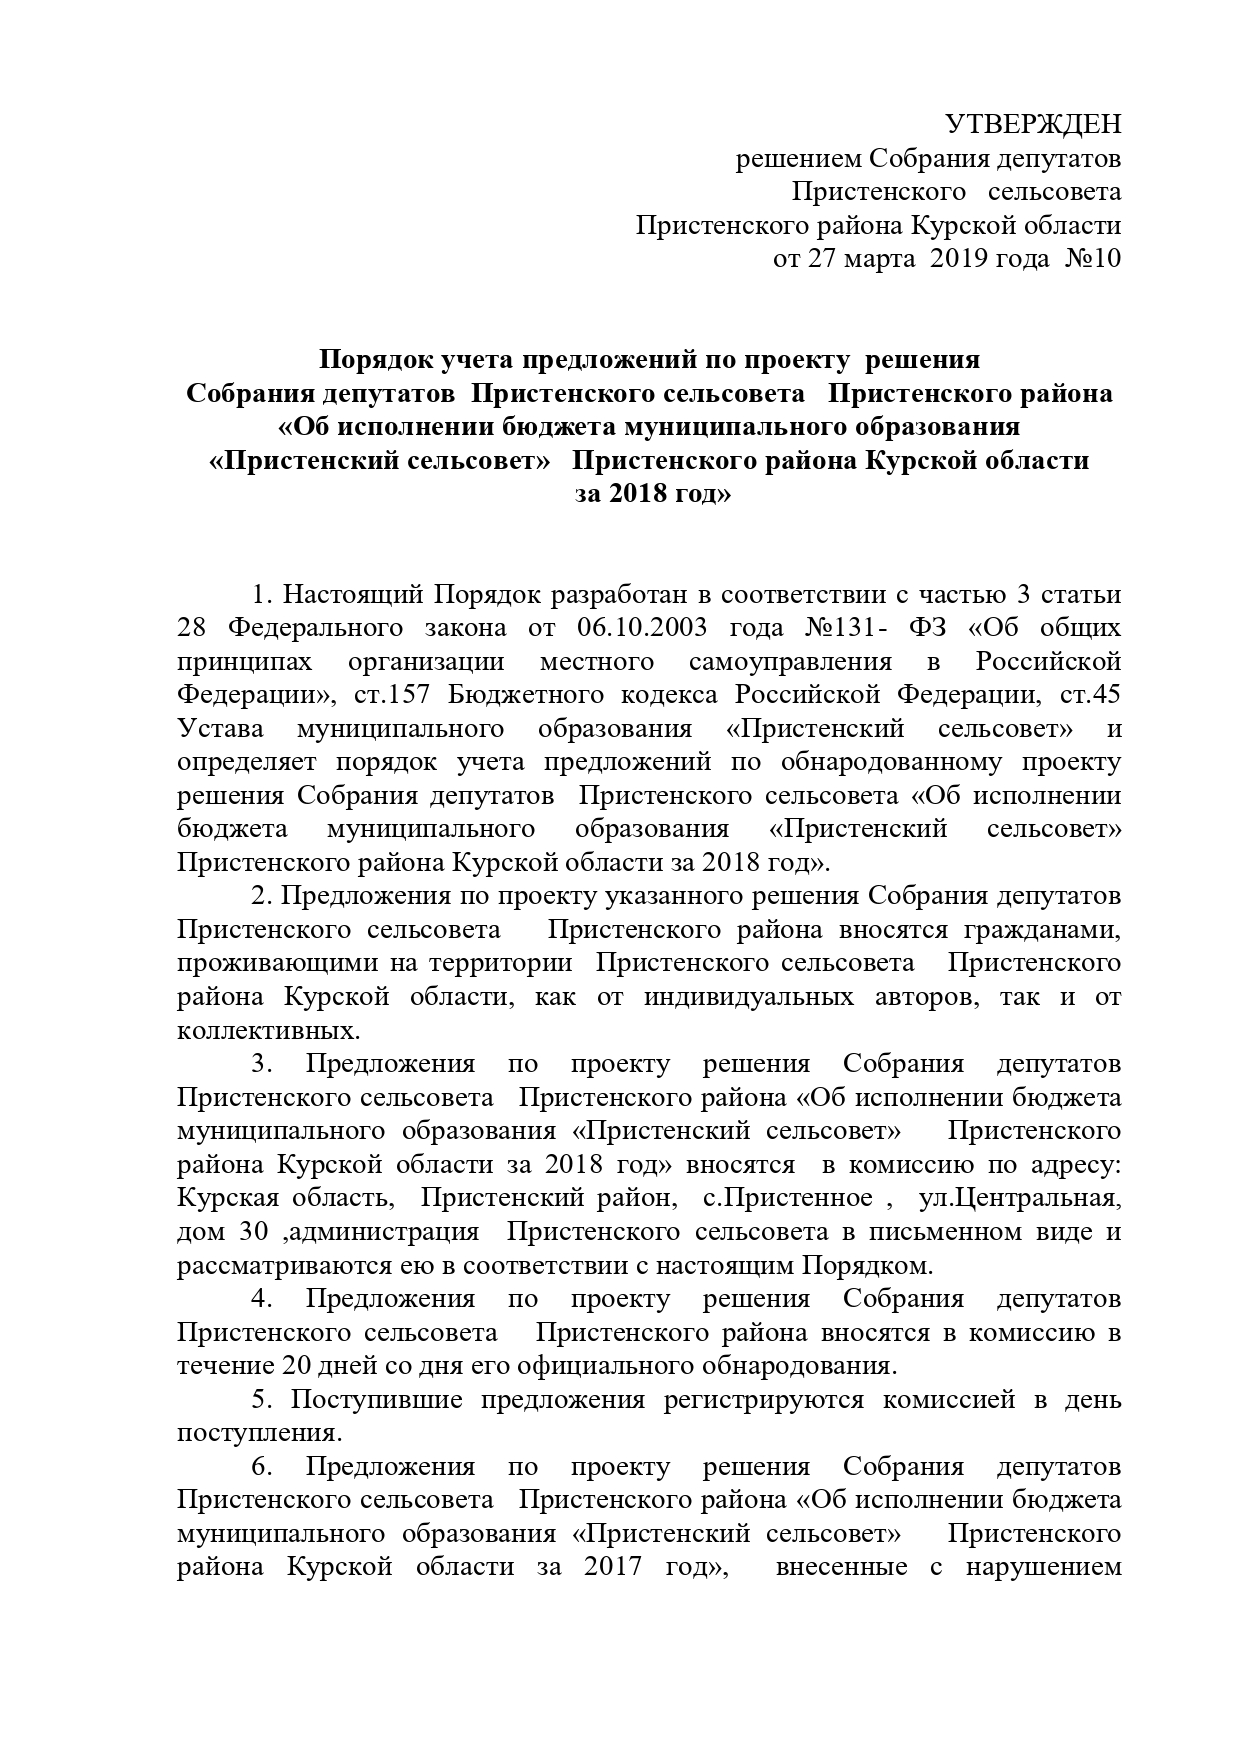 УТВЕРЖДЕН
решением Собрания депутатов
Пристенского сельсовета
Пристенского района Курской области
от 27 марта 2019 года №10
Порядок учета предложений по проекту решения
Собрания депутатов Пристенского сельсовета Пристенского района
«Об исполнении бюджета муниципального образования
«Пристенский сельсовет» Пристенского района Курской области
за 2018 год»
1. Настоящий Порядок разработан в соответствии с частью 3 статьи
28 Федерального закона от 06.10.2003 года №131- ФЗ «Об общих
принципах организации местного самоуправления в Российской
Федерации», ст.157 Бюджетного кодекса Российской Федерации, ст.45
Устава муниципального образования «Пристенский сельсовет» и
определяет порядок учета предложений по обнародованному проекту
решения Собрания депутатов Пристенского сельсовета «Об исполнении
бюджета муниципального образования «Пристенский сельсовет»
Пристенского района Курской области за 2018 год».
2. Предложения по проекту указанного решения Собрания депутатов
Пристенского сельсовета Пристенского района вносятся гражданами,
проживающими на территории Пристенского сельсовета Пристенского
района Курской области, как от индивидуальных авторов, так и от
коллективных.
3. Предложения по проекту решения Собрания депутатов
Пристенского сельсовета Пристенского района «Об исполнении бюджета
муниципального образования «Пристенский сельсовет» Пристенского
района Курской области за 2018 год» вносятся в комиссию по адресу:
Курская область, Пристенский район, с.Пристенное , ул.Центральная,
дом 30 ,администрация Пристенского сельсовета в письменном виде и
рассматриваются ею в соответствии с настоящим Порядком.
4. Предложения по проекту решения Собрания депутатов
Пристенского сельсовета Пристенского района вносятся в комиссию в
течение 20 дней со дня его официального обнародования.
5. Поступившие предложения регистрируются комиссией в день
поступления.
6. Предложения по проекту решения Собрания депутатов
Пристенского сельсовета Пристенского района «Об исполнении бюджета
муниципального образования «Пристенский сельсовет» Пристенского
района Курской области за 2017 год», внесенные с нарушением